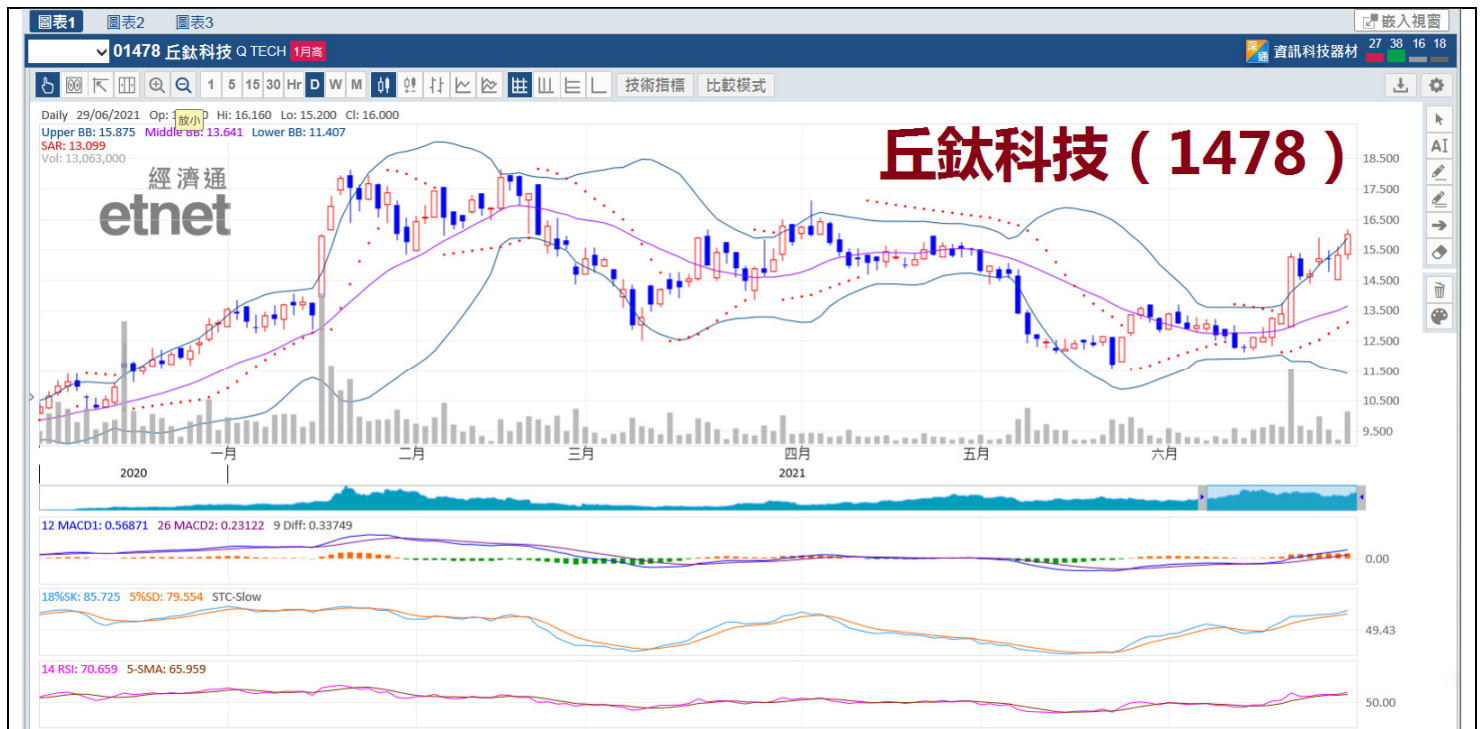 圖表1 圖表2 圖表3 嵌入視窗
01478 丘鈦科技 Q TECH 1月高 深 通 資訊科技器材 27 38 16 18
1 5 15 30 Hr D W M 技術指標 比較模式
Daily 29/06/2021 Op: Hi: 16.160 Lo: 15.200 Cl: 16.000
放小
Upper BB: 15.875 Middle BB: 13.641 Lower BB: 11.407
SAR: 13.099
Vol: 13,063,000
丘鈦科技（1478）
經濟通
etnet
AI
18.500
17.500
16.500
15.500
14.500
13.500
12.500
11.500
10.500
9.500
一月 二月 三月 四月 五月 六月
2020 2021
12 MACD1: 0.56871 26 MACD2: 0.23122 9 Diff: 0.33749
0.00
18%SK: 85.725 5%SD: 79.554 STC-Slow
49.43
14 RSI: 70.659 5-SMA: 65.959
50.00